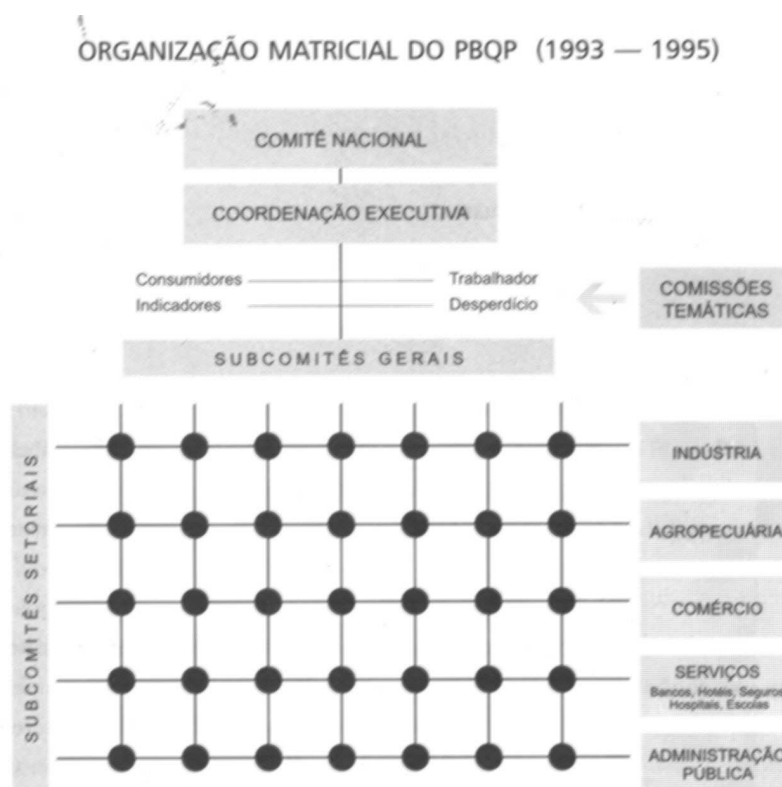 ORGANIZAÇÃO MATRICIAL DO PBQP (1993 — 1995)
COMITÊ NACIONAL
COORDENAÇÃO EXECUTIVA
Consumidores
Trabalhador
Indicadores
Desperdício
COMISSÕES
TEMÁTICAS
SUBCOMITÊS GERAIS
SUBCOMITÊS SETORIAIS
INDÚSTRIA
AGROPECUÁRIA
COMÉRCIO
SERVIÇOS
Bancos, Hotéis, Seguros
Hospitais, Escolas
ADMINISTRAÇÃO
PÚBLICA